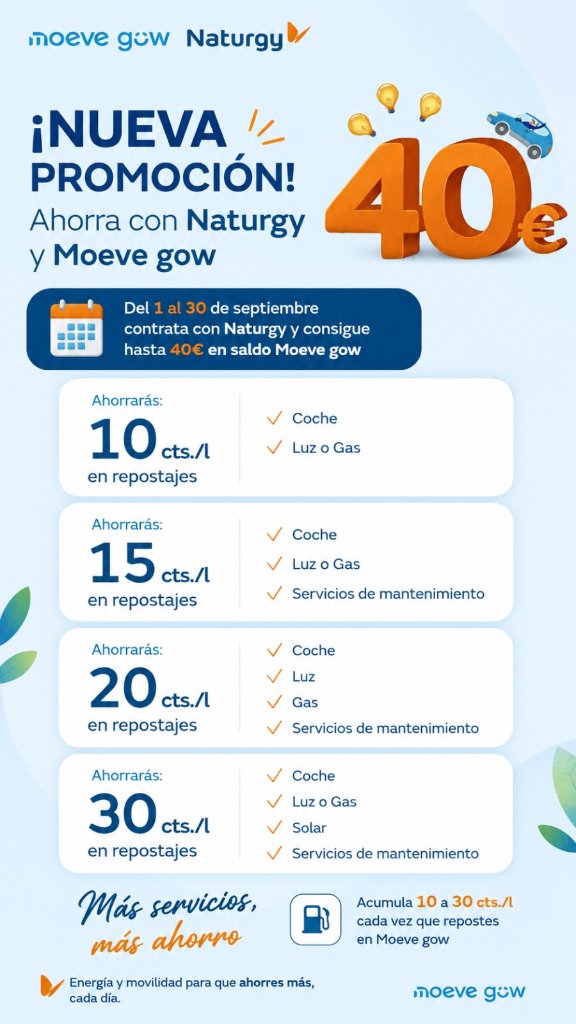 moeve gow Naturgy
¡NUEVA
PROMOCIÓN!
Ahorra con Naturgy
y Moeve gow
40€
Del 1 al 30 de septiembre
contrata con Naturgy y consigue
hasta 40€ en saldo Moeve gow
Ahorrarás:
10 cts./l
en repostajes
Coche
Luz o Gas
Ahorrarás:
15 cts./l
en repostajes
Coche
Luz o Gas
Servicios de mantenimiento
Ahorrarás:
20 cts./l
en repostajes
Coche
Luz
Gas
Servicios de mantenimiento
Ahorrarás:
30 cts./l
en repostajes
Coche
Luz o Gas
Solar
Servicios de mantenimiento
Más servicios,
más ahorro
Acumula 10 a 30 cts./l
cada vez que repostes
en Moeve gow
Energía y movilidad para que ahorres más,
cada día.
moeve gow